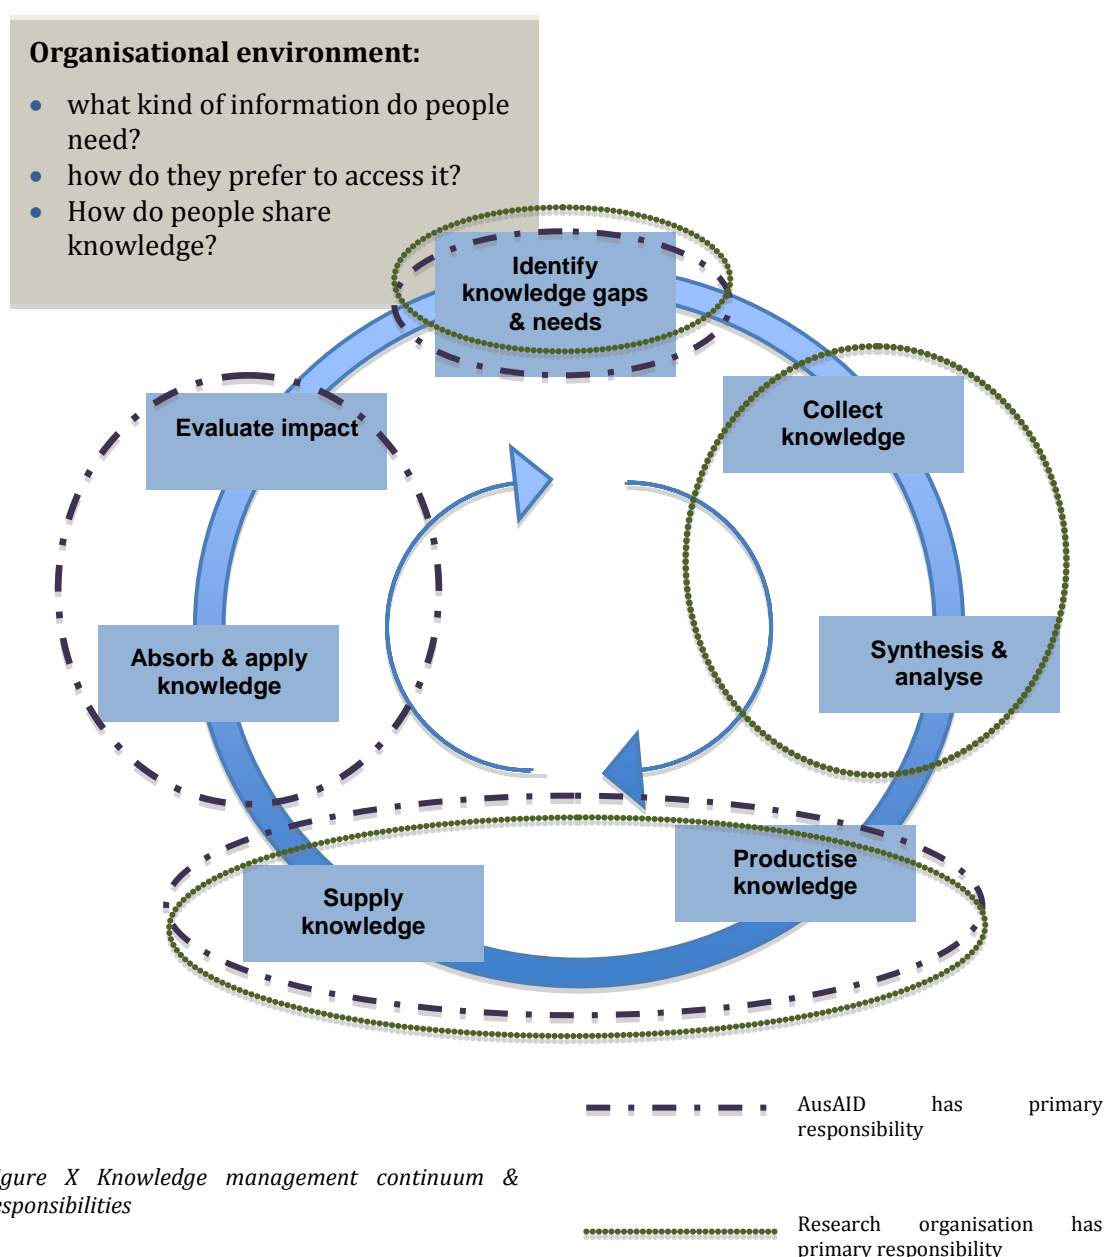 Organisational environment:
what kind of information do people
need?
how do they prefer to access it?
How do people share
knowledge?
Identify
knowledge gaps
& needs
Collect
knowledge
Synthesis &
analyse
Productise
knowledge
Supply
knowledge
Absorb & apply
knowledge
Evaluate impact
AusAID has primary
responsibility
Research organisation has
primary responsibility
gure X Knowledge management continuum &
esponsibilities